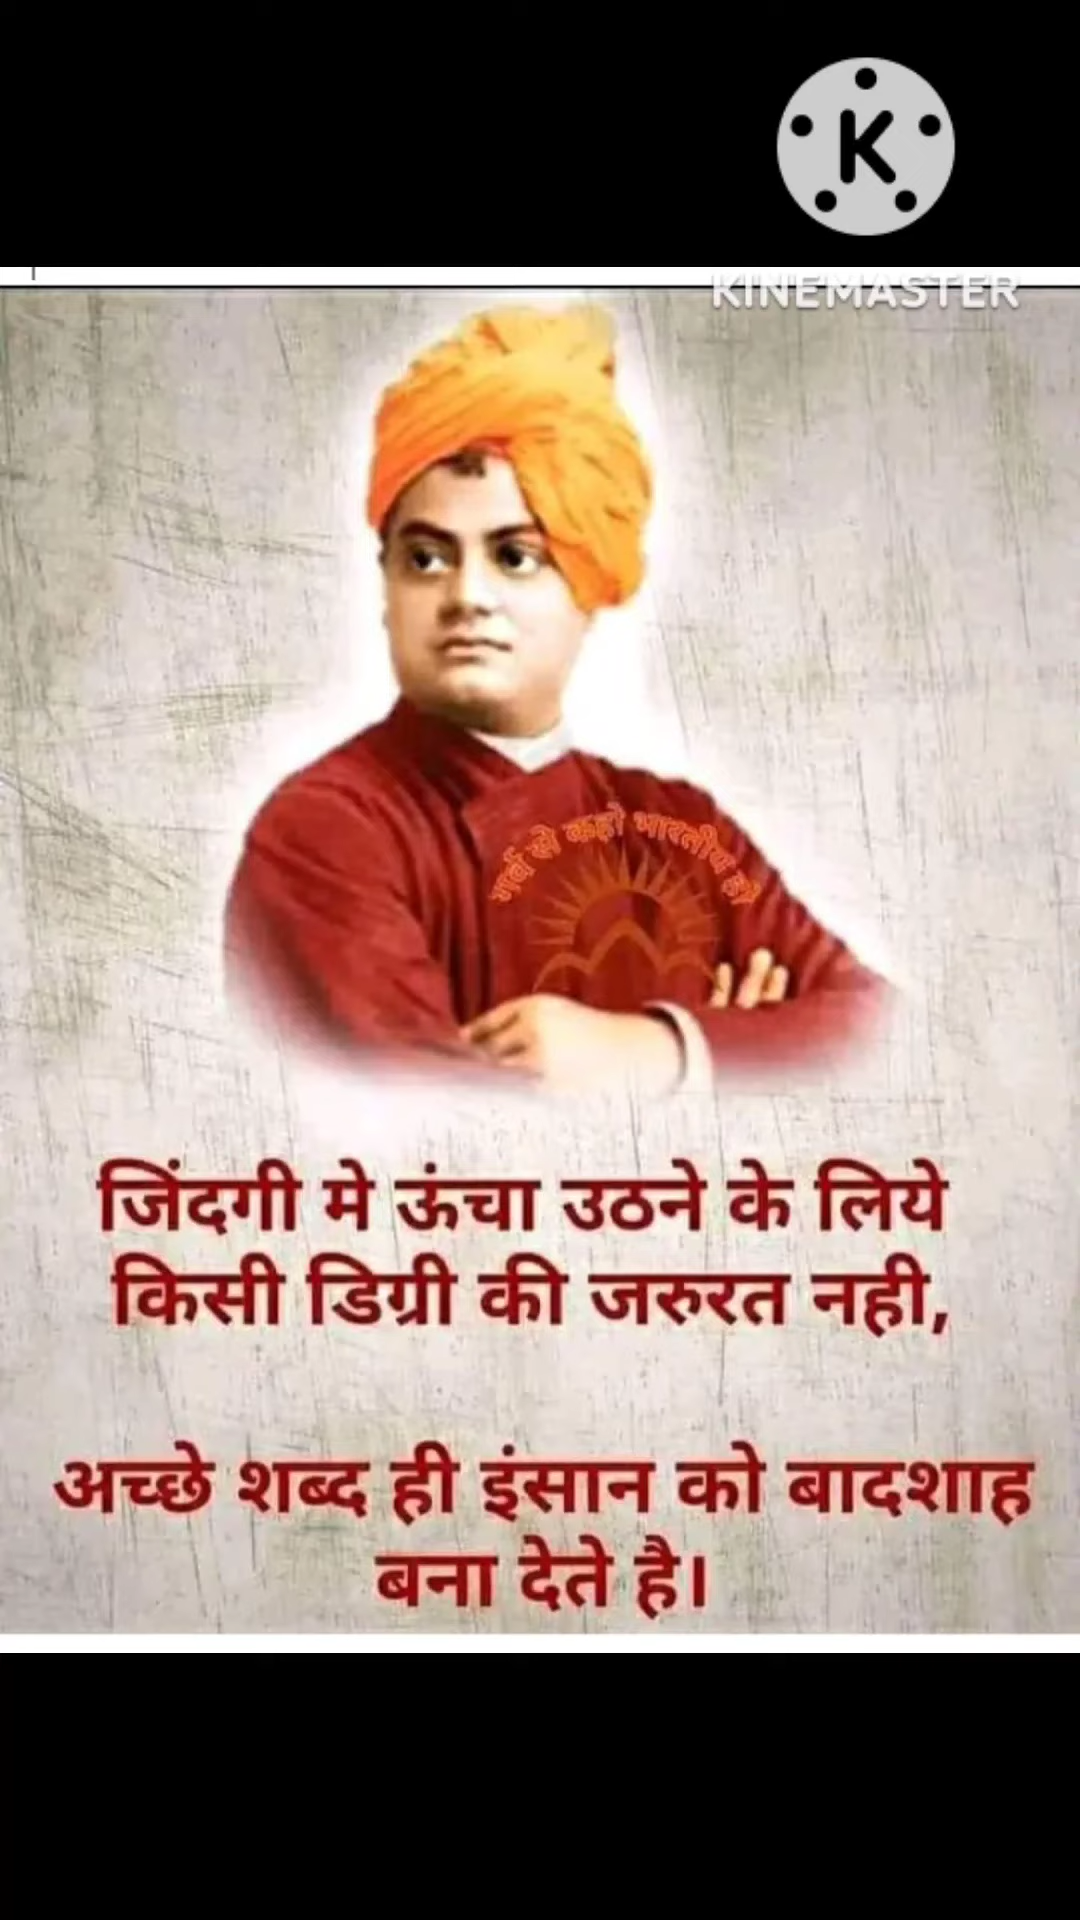 K
KINEMASTER
गर्व से कहो भारतीय हो
जिंदगी मे ऊंचा उठने के लिये
किसी डिग्री की जरुरत नही,
अच्छे शब्द ही इंसान को बादशाह
बना देते है।